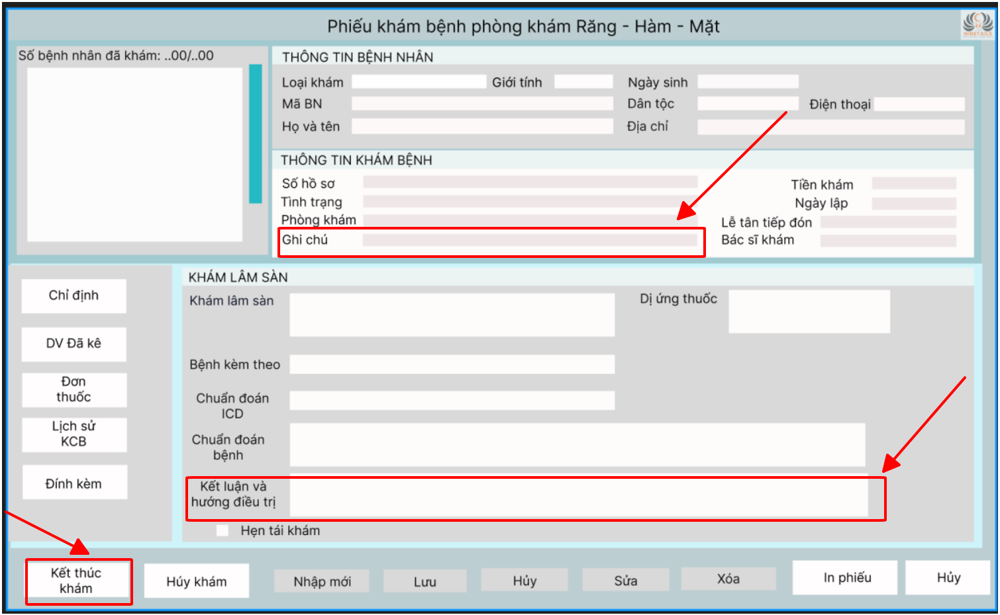 Phiếu khám bệnh phòng khám Răng - Hàm - Mặt
NINETAILS
Số bệnh nhân đã khám: ..00/..00
THÔNG TIN BỆNH NHÂN
Loại khám
Giới tính
Ngày sinh
Mã BN
Dân tộc
Điện thoại
Họ và tên
Địa chỉ
THÔNG TIN KHÁM BỆNH
Số hồ sơ
Tiền khám
Tình trạng
Ngày lập
Phòng khám
Lễ tân tiếp đón
Ghi chú
Bác sĩ khám
Chỉ định
DV Đã kê
Đơn
thuốc
Lịch sử
KCB
Đính kèm
KHÁM LÂM SÀN
Khám lâm sàn
Dị ứng thuốc
Bệnh kèm theo
Chuẩn đoán
ICD
Chuẩn đoán
bệnh
Kết luận và
hướng điều trị
Hẹn tái khám
Kết thúc
khám
Húy khám
Nhập mới
Lưu
Hủy
Sửa
Xóa
In phiếu
Hủy